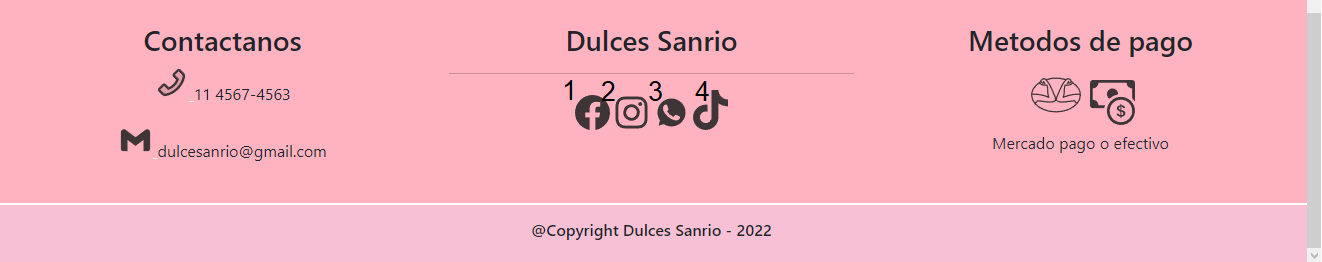 Contactanos
11 4567-4563
dulcesanrio@gmail.com
Dulces Sanrio
1 2 3 4
Metodos de pago
$
Mercado pago o efectivo
@Copyright Dulces Sanrio - 2022